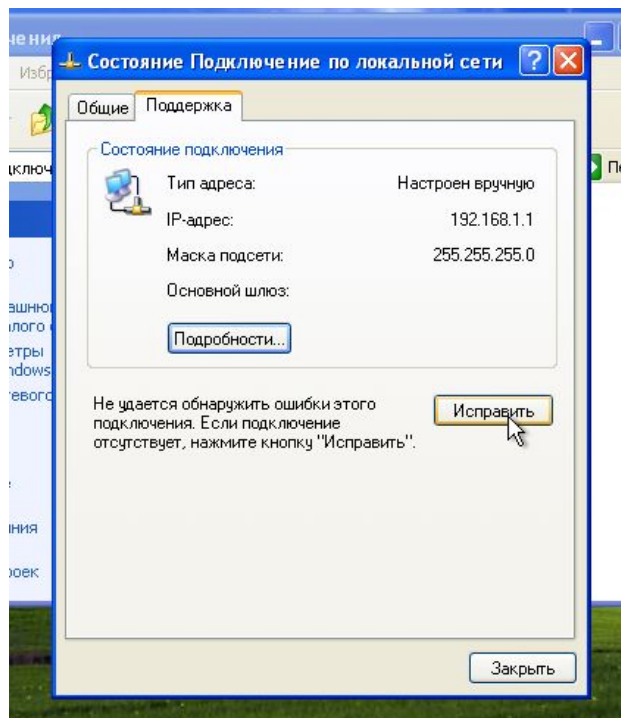 чения
Избр
Состояние Подключение по локальной сети
Общие Поддержка
Состояние подключения
Тип адреса: Настроен вручную
IP-адрес: 192.168.1.1
Маска подсети: 255.255.255.0
Основной шлюз:
Подробности...
Не удается обнаружить ошибки этого
подключения. Если подключение
отсутствует, нажмите кнопку "Исправить".
Исправить
Закрыть